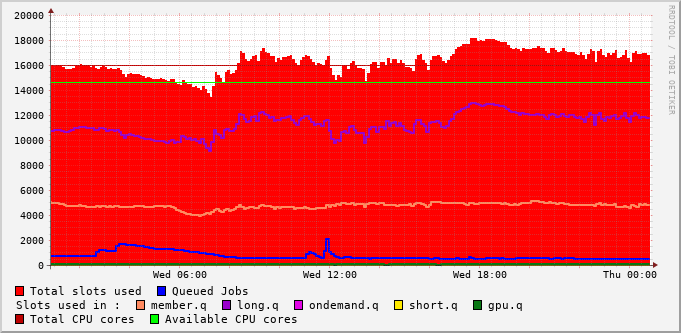 20000
18000
16000
14000
12000
10000
8000
6000
4000
2000
0
Wed 06:00 Wed 12:00 Wed 18:00 Thu 00:00
RRDTOOL / TOBI OETIKER
Total slots used Queued Jobs
Slots used in : member.q long.q ondemand.q short.q gpu.q
Total CPU cores Available CPU cores